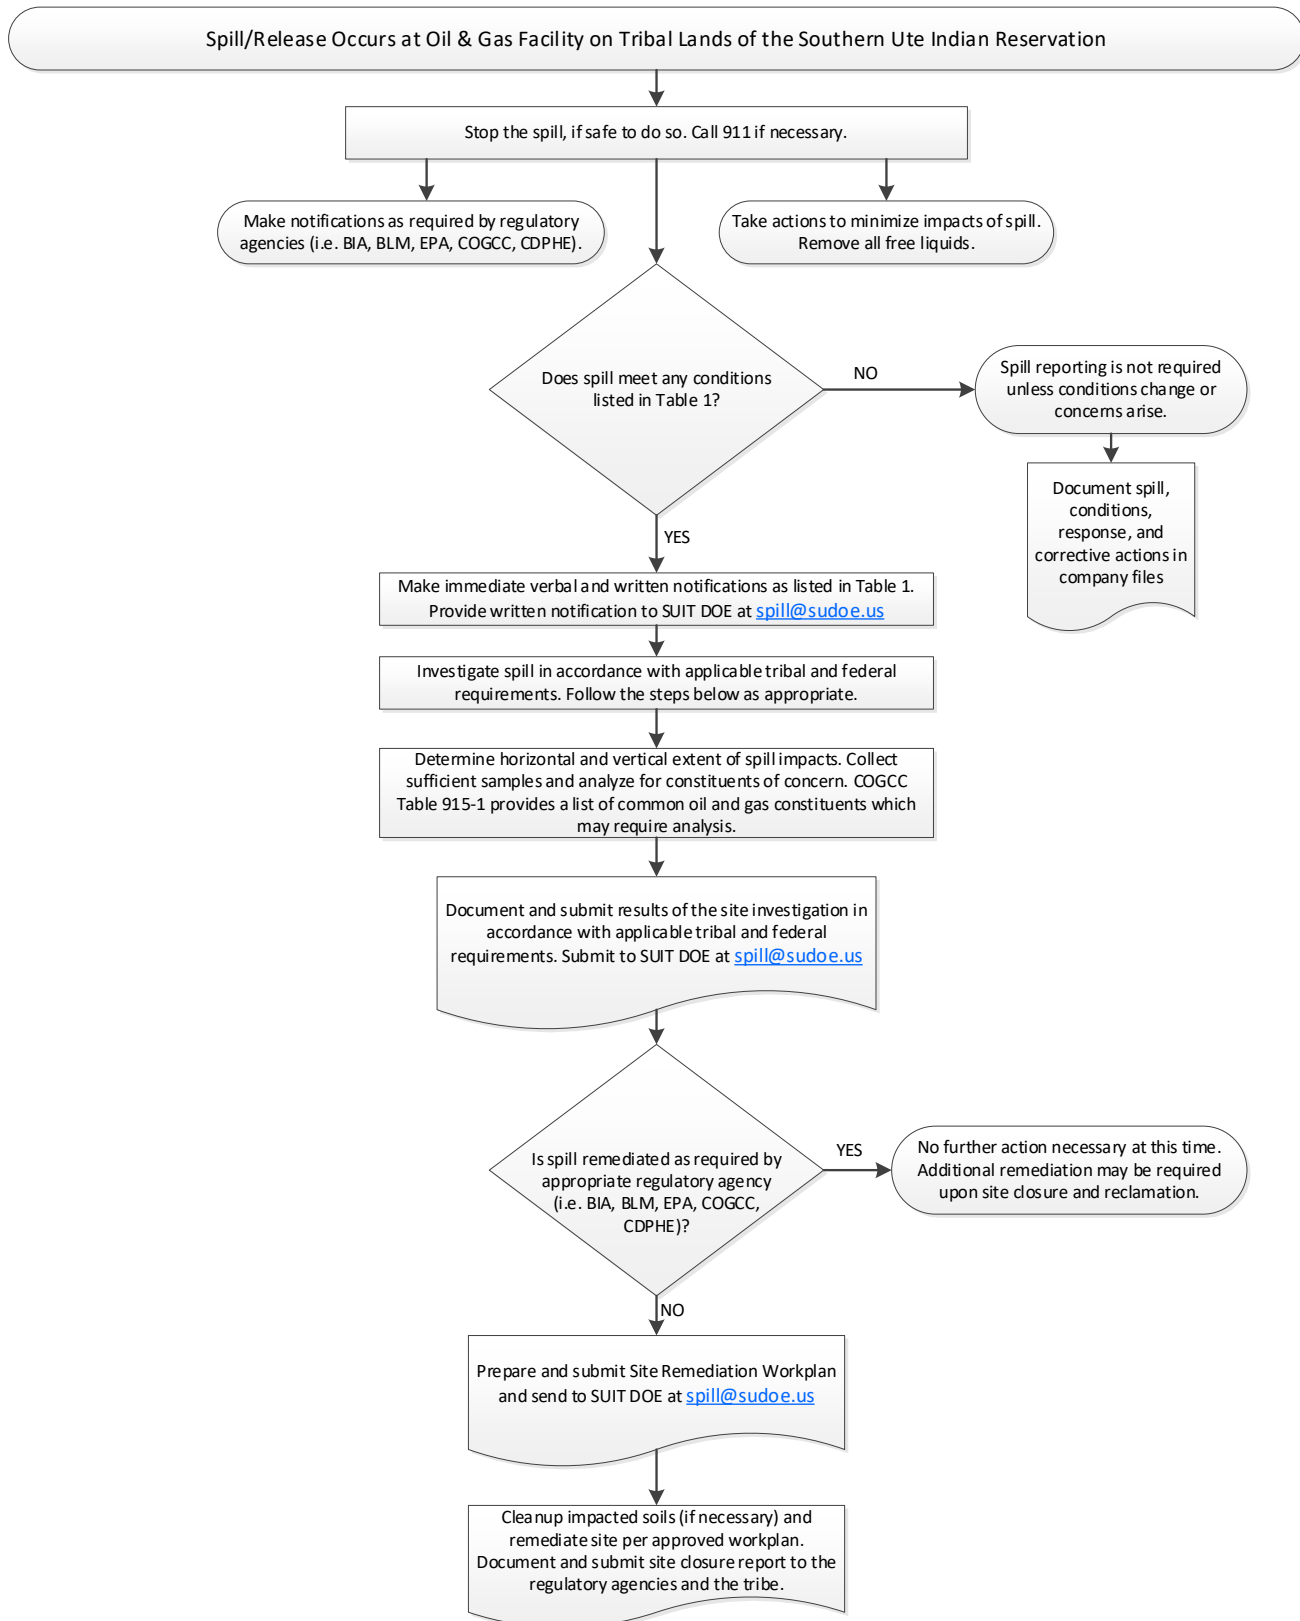 Spill/Release Occurs at Oil & Gas Facility on Tribal Lands of the Southern Ute Indian Reservation
Stop the spill, if safe to do so. Call 911 if necessary.
Make notifications as required by regulatory
agencies (i.e. BIA, BLM, EPA, COGCC, CDPHE).
Take actions to minimize impacts of spill.
Remove all free liquids.
Does spill meet any conditions
listed in Table 1?
NO
Spill reporting is not required
unless conditions change or
concerns arise.
Document spill,
conditions,
response, and
corrective actions in
company files
YES
Make immediate verbal and written notifications as listed in Table 1.
Provide written notification to SUIT DOE at spill@sudoe.us
Investigate spill in accordance with applicable tribal and federal
requirements. Follow the steps below as appropriate.
Determine horizontal and vertical extent of spill impacts. Collect
sufficient samples and analyze for constituents of concern. COGCC
Table 915-1 provides a list of common oil and gas constituents which
may require analysis.
Document and submit results of the site investigation in
accordance with applicable tribal and federal
requirements. Submit to SUIT DOE at spill@sudoe.us
Is spill remediated as required by
appropriate regulatory agency
(i.e. BIA, BLM, EPA, COGCC,
CDPHE)?
YES
No further action necessary at this time.
Additional remediation may be required
upon site closure and reclamation.
NO
Prepare and submit Site Remediation Workplan
and send to SUIT DOE at spill@sudoe.us
Cleanup impacted soils (if necessary) and
remediate site per approved workplan.
Document and submit site closure report to the
regulatory agencies and the tribe.